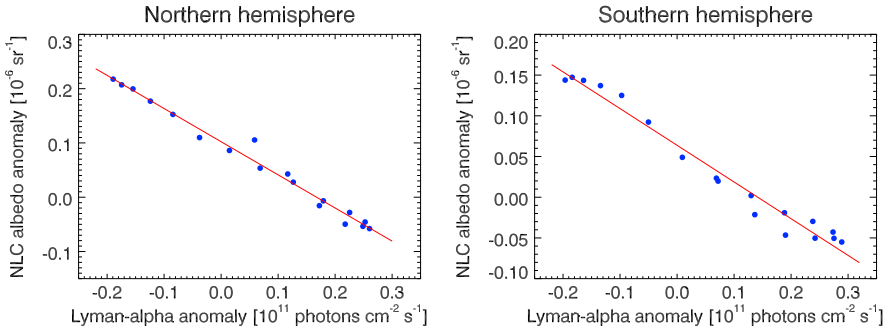 Northern hemisphere
NLC albedo anomaly [10⁻⁶ sr⁻¹]
0.3
0.2
0.1
0.0
-0.1
-0.2 -0.1 0.0 0.1 0.2 0.3
Lyman-alpha anomaly [10¹¹ photons cm⁻² s⁻¹]
Southern hemisphere
NLC albedo anomaly [10⁻⁶ sr⁻¹]
0.20
0.15
0.10
0.05
0.00
-0.05
-0.10
-0.2 -0.1 0.0 0.1 0.2 0.3
Lyman-alpha anomaly [10¹¹ photons cm⁻² s⁻¹]